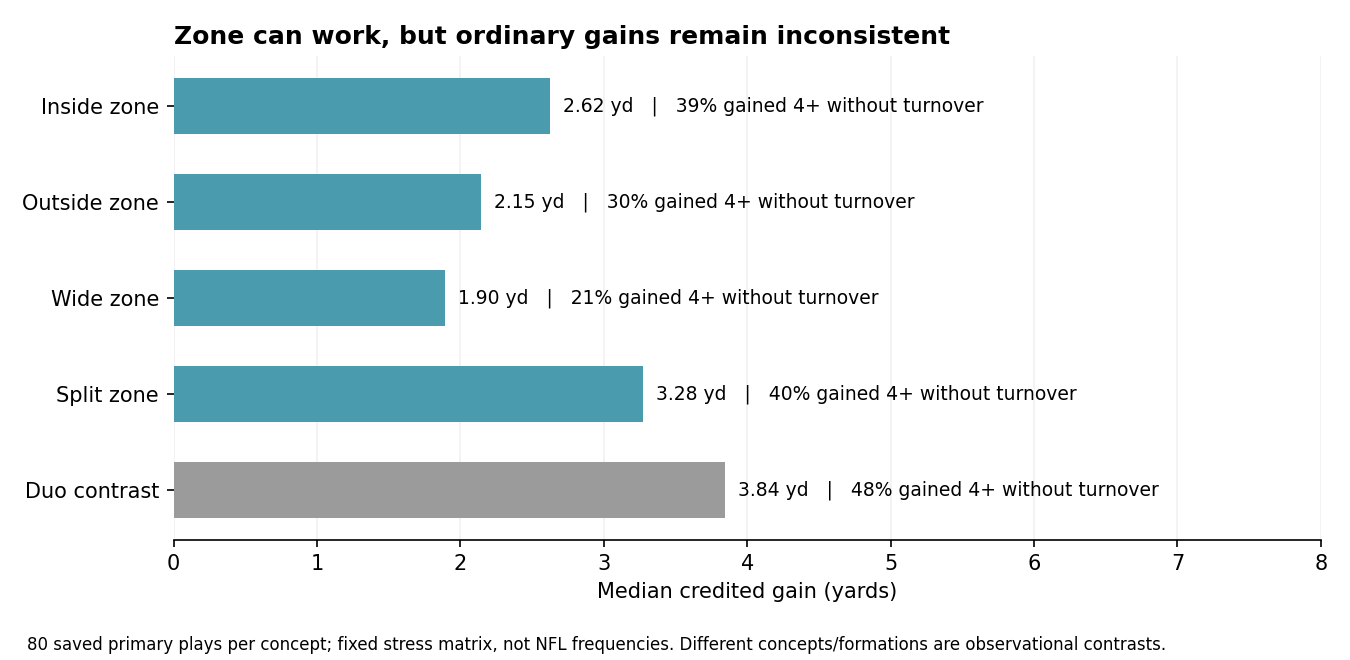 Zone can work, but ordinary gains remain inconsistent
Inside zone
2.62 yd | 39% gained 4+ without turnover
Outside zone
2.15 yd | 30% gained 4+ without turnover
Wide zone
1.90 yd | 21% gained 4+ without turnover
Split zone
3.28 yd | 40% gained 4+ without turnover
Duo contrast
3.84 yd | 48% gained 4+ without turnover
0 1 2 3 4 5 6 7 8
Median credited gain (yards)
80 saved primary plays per concept; fixed stress matrix, not NFL frequencies. Different concepts/formations are observational contrasts.